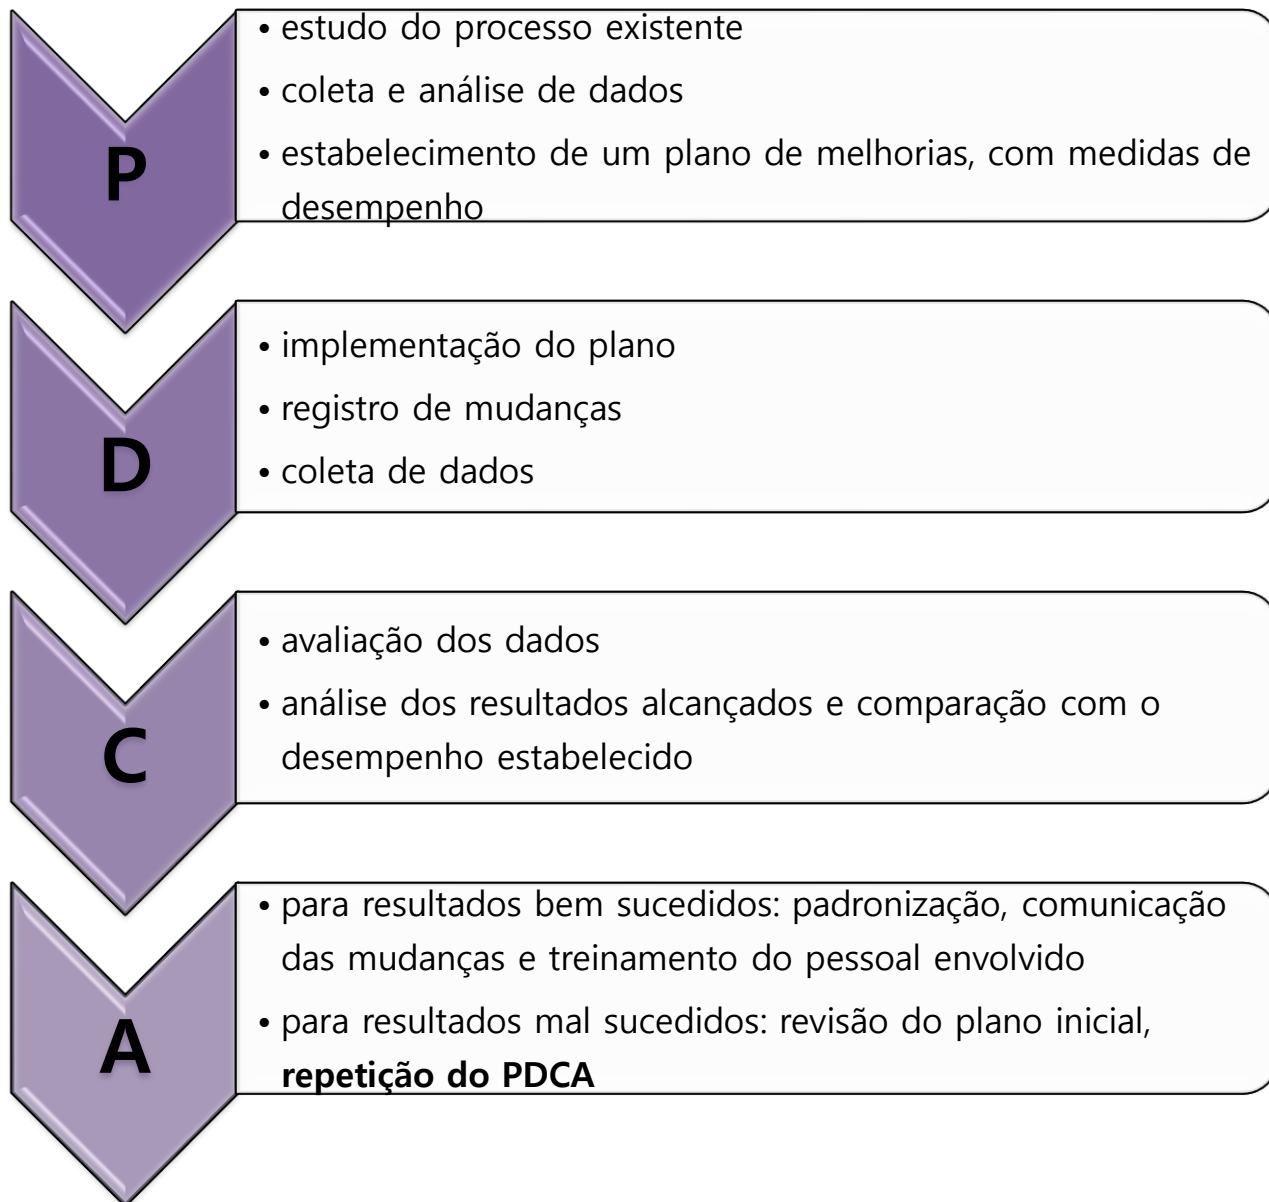 P
• estudo do processo existente
• coleta e análise de dados
• estabelecimento de um plano de melhorias, com medidas de
desempenho
D
• implementação do plano
• registro de mudanças
• coleta de dados
C
• avaliação dos dados
• análise dos resultados alcançados e comparação com o
desempenho estabelecido
A
• para resultados bem sucedidos: padronização, comunicação
das mudanças e treinamento do pessoal envolvido
• para resultados mal sucedidos: revisão do plano inicial,
repetição do PDCA